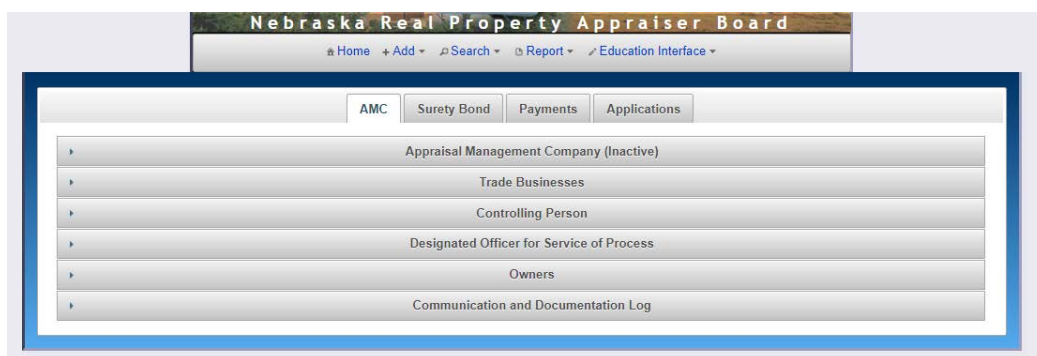 Nebraska Real Property Appraiser Board
Home Add Search Report Education Interface
AMC Surety Bond Payments Applications
Appraisal Management Company (Inactive)
Trade Businesses
Controlling Person
Designated Officer for Service of Process
Owners
Communication and Documentation Log